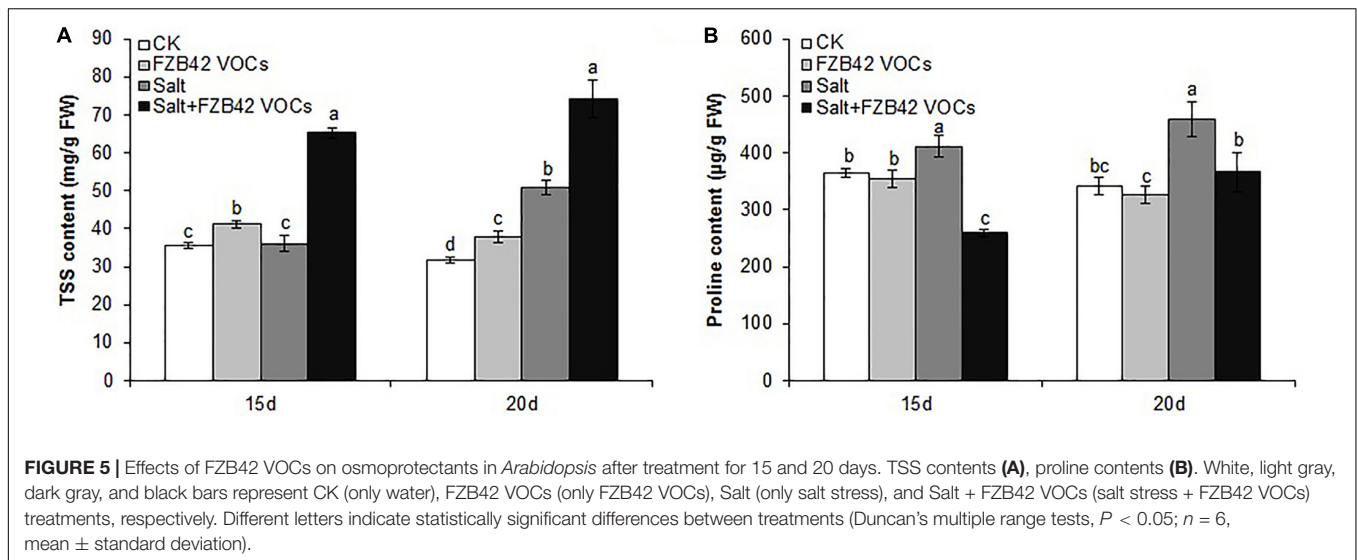 A
90
80
70
60
50
40
30
20
10
0
TSS content (mg/g FW)
CK
FZB42 VOCs
Salt
Salt+FZB42 VOCs
c
b
c
a
d
c
b
a
15d
20d
B
600
500
400
300
200
100
0
Proline content (µg/g FW)
CK
FZB42 VOCs
Salt
Salt+FZB42 VOCs
b
b
a
c
bc
c
a
b
15d
20d
FIGURE 5 | Effects of FZB42 VOCs on osmoprotectants in Arabidopsis after treatment for 15 and 20 days. TSS contents (A), proline contents (B). White, light gray,
dark gray, and black bars represent CK (only water), FZB42 VOCs (only FZB42 VOCs), Salt (only salt stress), and Salt + FZB42 VOCs (salt stress + FZB42 VOCs)
treatments, respectively. Different letters indicate statistically significant differences between treatments (Duncan's multiple range tests, P < 0.05; n = 6,
mean ± standard deviation).